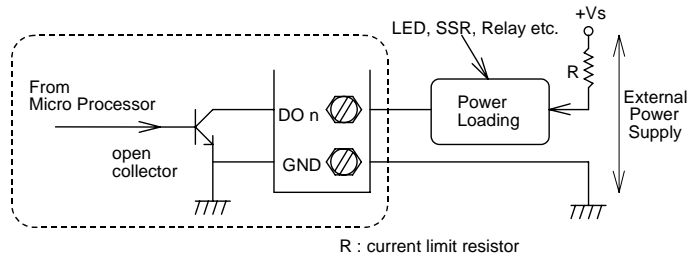 +Vs
LED, SSR, Relay etc.
R
From
Micro Processor
DO n
Power
Loading
External
Power
Supply
open
collector
GND
R : current limit resistor